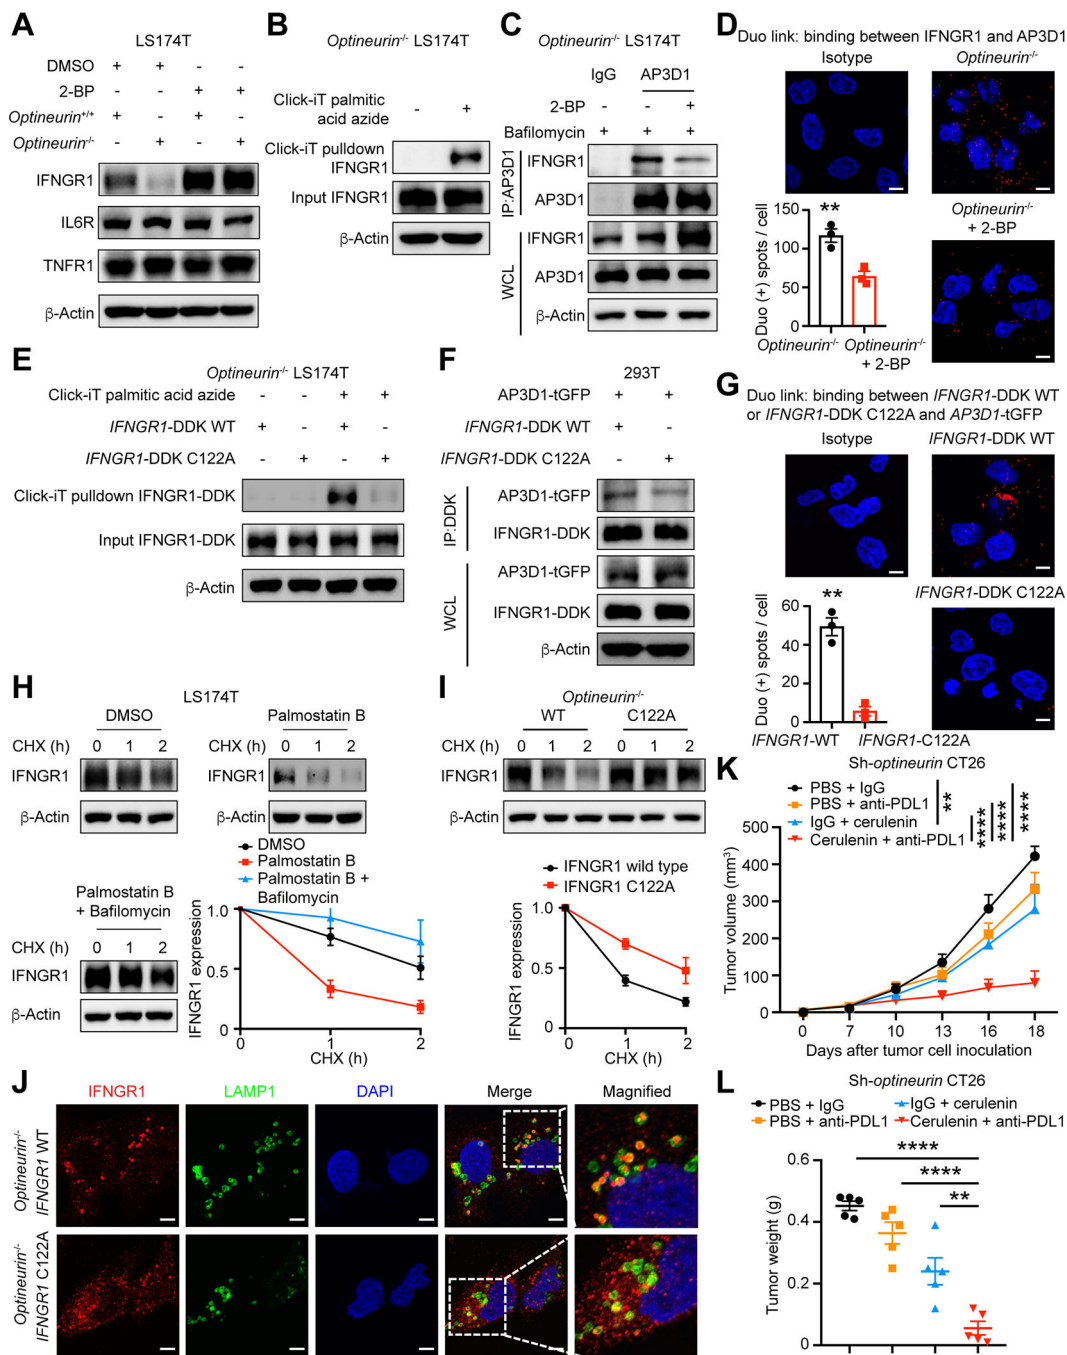 A
LS174T
DMSO + + - -
2-BP - - + +
Optineurin+/+ + - + -
Optineurin-/- - + - +
IFNGR1
IL6R
TNFR1
β-Actin
B
Optineurin-/- LS174T
Click-iT palmitic
acid azide - +
Click-iT pulldown
IFNGR1
Input IFNGR1
β-Actin
C
Optineurin-/- LS174T
IgG AP3D1
2-BP - +
Bafilomycin + + +
IP:AP3D1
IFNGR1
AP3D1
WCL
IFNGR1
AP3D1
β-Actin
D
Duo link: binding between IFNGR1 and AP3D1
Isotype
Optineurin-/-
Optineurin-/-
+ 2-BP
Duo (+) spots / cell
150
100
50
0
**
Optineurin-/-
Optineurin-/-
+ 2-BP
E
Optineurin-/- LS174T
Click-iT palmitic acid azide - - + +
IFNGR1-DDK WT + - + -
IFNGR1-DDK C122A - + - +
Click-iT pulldown IFNGR1-DDK
Input IFNGR1-DDK
β-Actin
F
293T
AP3D1-tGFP + +
IFNGR1-DDK WT + -
IFNGR1-DDK C122A - +
IP:DDK
AP3D1-tGFP
IFNGR1-DDK
WCL
AP3D1-tGFP
IFNGR1-DDK
β-Actin
G
Duo link: binding between IFNGR1-DDK WT
or IFNGR1-DDK C122A and AP3D1-tGFP
Isotype
IFNGR1-DDK WT
IFNGR1-DDK C122A
Duo (+) spots / cell
60
40
20
0
**
IFNGR1-WT
IFNGR1-C122A
H
LS174T
DMSO
CHX (h) 0 1 2
IFNGR1
β-Actin
Palmostatin B
CHX (h) 0 1 2
IFNGR1
β-Actin
Palmostatin B
+ Bafilomycin
CHX (h) 0 1 2
IFNGR1
β-Actin
DMSO
Palmostatin B
Palmostatin B +
Bafilomycin
IFNGR1 expression
1.0
0.5
0
0 1 2
CHX (h)
I
Optineurin-/-
WT C122A
CHX (h) 0 1 2 0 1 2
IFNGR1
β-Actin
IFNGR1 wild type
IFNGR1 C122A
IFNGR1 expression
1.0
0.5
0
0 1 2
CHX (h)
J
IFNGR1 LAMP1 DAPI Merge Magnified
Optineurin-/-
IFNGR1 WT
Optineurin-/-
IFNGR1 C122A
K
Sh-optineurin CT26
PBS + IgG
PBS + anti-PDL1
IgG + cerulenin
Cerulenin + anti-PDL1
**
****
****
****
Tumor volume (mm3)
500
400
300
200
100
0
0 7 10 13 16 18
Days after tumor cell inoculation
L
Sh-optineurin CT26
PBS + IgG
PBS + anti-PDL1
IgG + cerulenin
Cerulenin + anti-PDL1
****
****
**
Tumor weight (g)
0.6
0.4
0.2
0